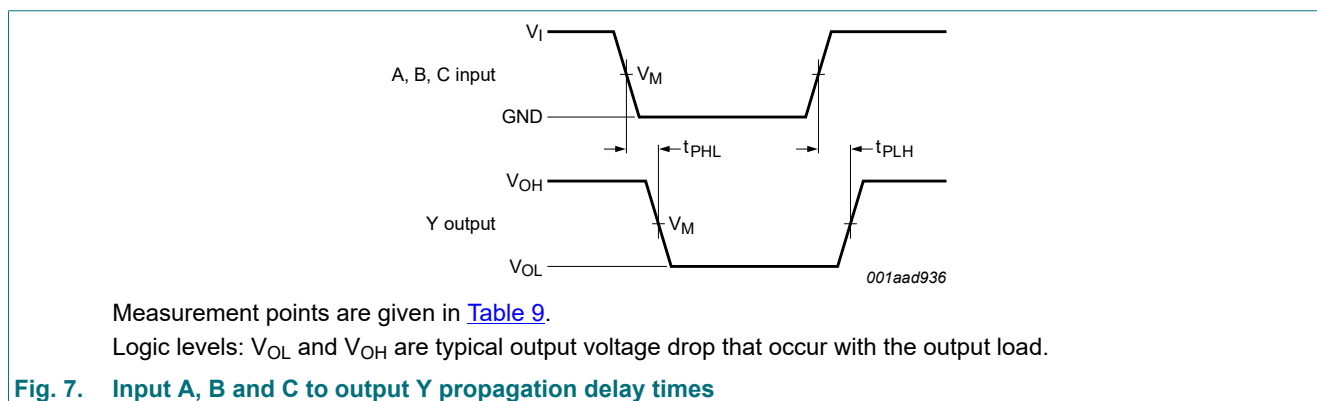 V_I
A, B, C input
V_M
GND
t_PHL
t_PLH
V_OH
Y output
V_M
V_OL
001aad936
Measurement points are given in Table 9.
Logic levels: V_OL and V_OH are typical output voltage drop that occur with the output load.
Fig. 7. Input A, B and C to output Y propagation delay times